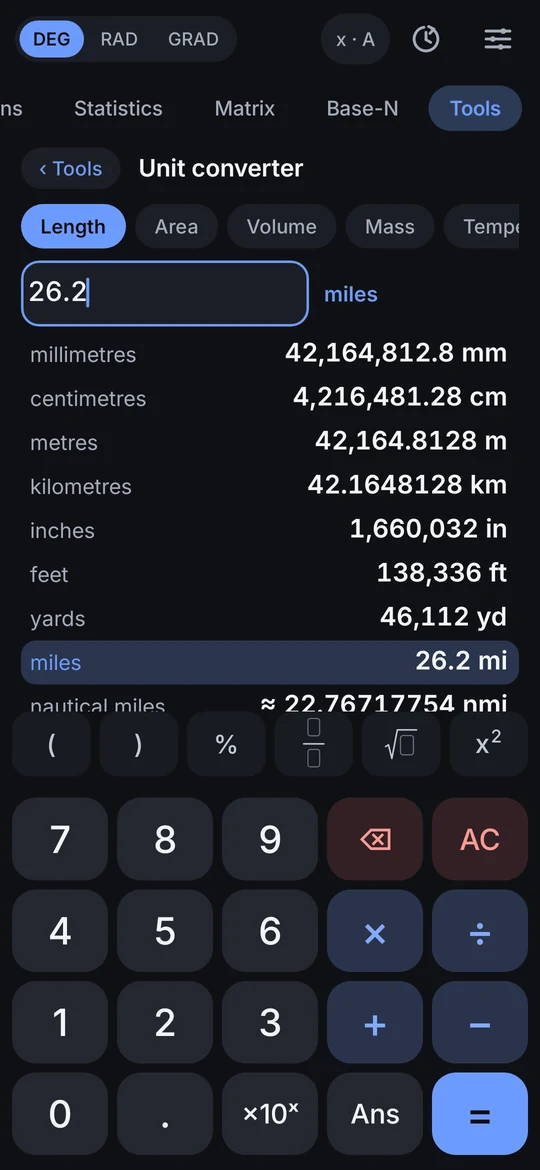 DEG RAD GRAD x · A
ns Statistics Matrix Base-N Tools
‹ Tools Unit converter
Length Area Volume Mass Tempe
26.2 miles
millimetres 42,164,812.8 mm
centimetres 4,216,481.28 cm
metres 42,164.8128 m
kilometres 42.1648128 km
inches 1,660,032 in
feet 138,336 ft
yards 46,112 yd
miles 26.2 mi
nautical miles ≈ 22.76717754 nmi
( ) % √ x²
7 8 9 AC
4 5 6 × ÷
1 2 3 + −
0 . ×10ˣ Ans =